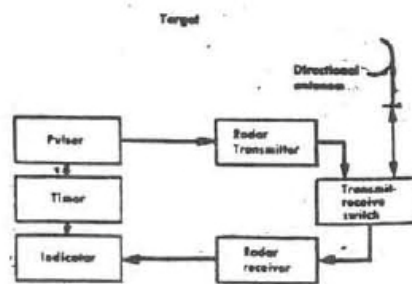 Target
Directional
antenna
Pulser
Radar
Transmitter
Timer
Transmit-
receive
switch
Indicator
Radar
receiver